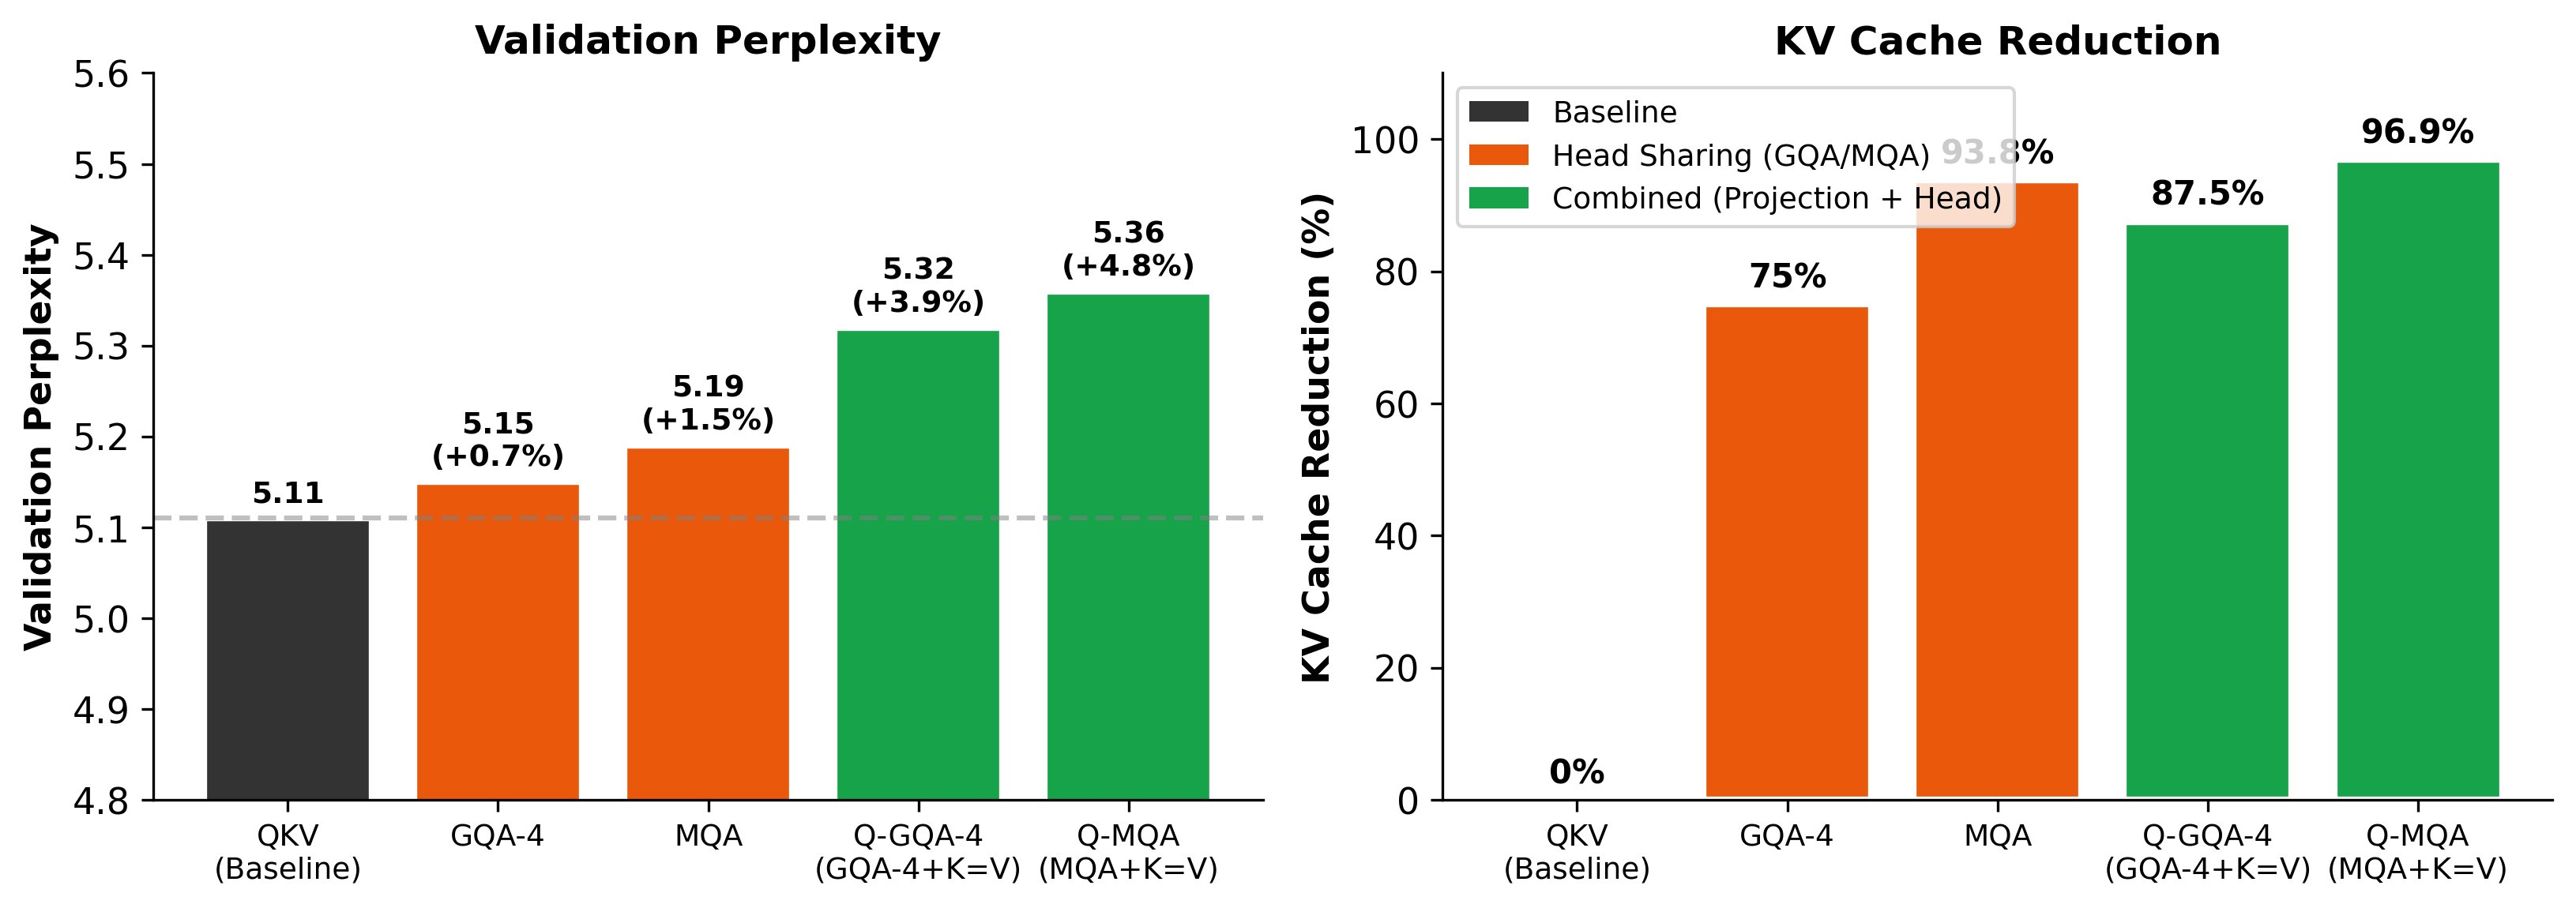 Validation Perplexity
Validation Perplexity
5.6
5.5
5.4
5.3
5.2
5.1
5.0
4.9
4.8
5.11
5.15
(+0.7%)
5.19
(+1.5%)
5.32
(+3.9%)
5.36
(+4.8%)
QKV
(Baseline)
GQA-4
MQA
Q-GQA-4
(GQA-4+K=V)
Q-MQA
(MQA+K=V)
KV Cache Reduction
KV Cache Reduction (%)
100
80
60
40
20
0
Baseline
Head Sharing (GQA/MQA)
Combined (Projection + Head)
0%
75%
93.8%
87.5%
96.9%
QKV
(Baseline)
GQA-4
MQA
Q-GQA-4
(GQA-4+K=V)
Q-MQA
(MQA+K=V)